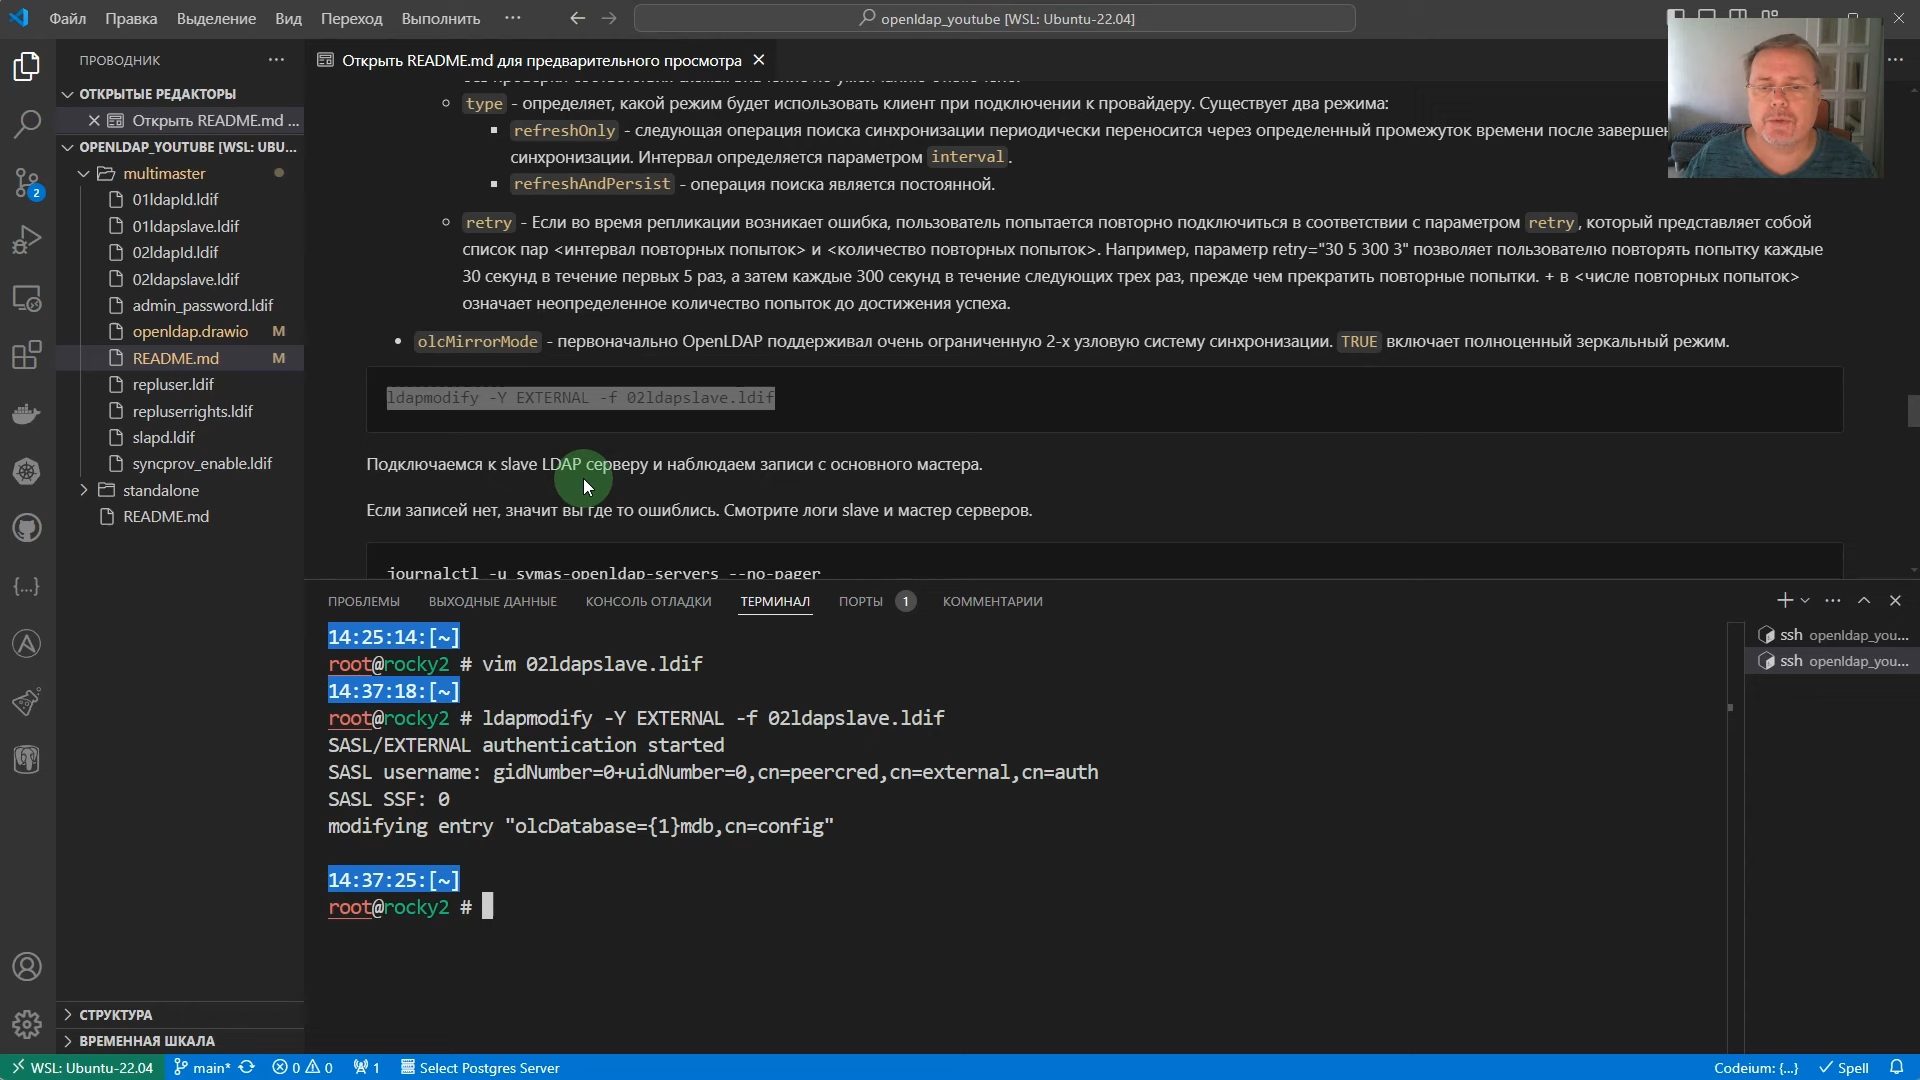 Файл Правка Выделение Вид Переход Выполнить ···
openldap_youtube [WSL: Ubuntu-22.04]
ПРОВОДНИК
ОТКРЫТЫЕ РЕДАКТОРЫ
Открыть README.md ...
OPENLDAP_YOUTUBE [WSL: UBU...
multimaster
01ldapId.ldif
01ldapslave.ldif
02ldapId.ldif
02ldapslave.ldif
admin_password.ldif
openldap.drawio M
README.md M
repluser.ldif
repluserrights.ldif
slapd.ldif
syncprov_enable.ldif
standalone
README.md
СТРУКТУРА
ВРЕМЕННАЯ ШКАЛА
2
Открыть README.md для предварительного просмотра
type - определяет, какой режим будет использовать клиент при подключении к провайдеру. Существует два режима:
refreshOnly - следующая операция поиска синхронизации периодически переносится через определенный промежуток времени после завершен
синхронизации. Интервал определяется параметром interval.
refreshAndPersist - операция поиска является постоянной.
retry - Если во время репликации возникает ошибка, пользователь попытается повторно подключиться в соответствии с параметром retry, который представляет собой
список пар <интервал повторных попыток> и <количество повторных попыток>. Например, параметр retry="30 5 300 3" позволяет пользователю повторять попытку каждые
30 секунд в течение первых 5 раз, а затем каждые 300 секунд в течение следующих трех раз, прежде чем прекратить повторные попытки. + в <числе повторных попыток>
означает неопределенное количество попыток до достижения успеха.
olcMirrorMode - первоначально OpenLDAP поддерживал очень ограниченную 2-х узловую систему синхронизации. TRUE включает полноценный зеркальный режим.
ldapmodify -Y EXTERNAL -f 02ldapslave.ldif
Подключаемся к slave LDAP серверу и наблюдаем записи с основного мастера.
Если записей нет, значит вы где то ошиблись. Смотрите логи slave и мастер серверов.
journalctl -u symas-openldap-servers --no-pager
ПРОБЛЕМЫ ВЫХОДНЫЕ ДАННЫЕ КОНСОЛЬ ОТЛАДКИ ТЕРМИНАЛ ПОРТЫ 1 КОММЕНТАРИИ
14:25:14:[~]
root@rocky2 # vim 02ldapslave.ldif
14:37:18:[~]
root@rocky2 # ldapmodify -Y EXTERNAL -f 02ldapslave.ldif
SASL/EXTERNAL authentication started
SASL username: gidNumber=0+uidNumber=0,cn=peercred,cn=external,cn=auth
SASL SSF: 0
modifying entry "olcDatabase={1}mdb,cn=config"
14:37:25:[~]
root@rocky2 #
ssh openldap_you...
ssh openldap_you...
WSL: Ubuntu-22.04 main* 0 0 1 Select Postgres Server Codeium: {...} Spell